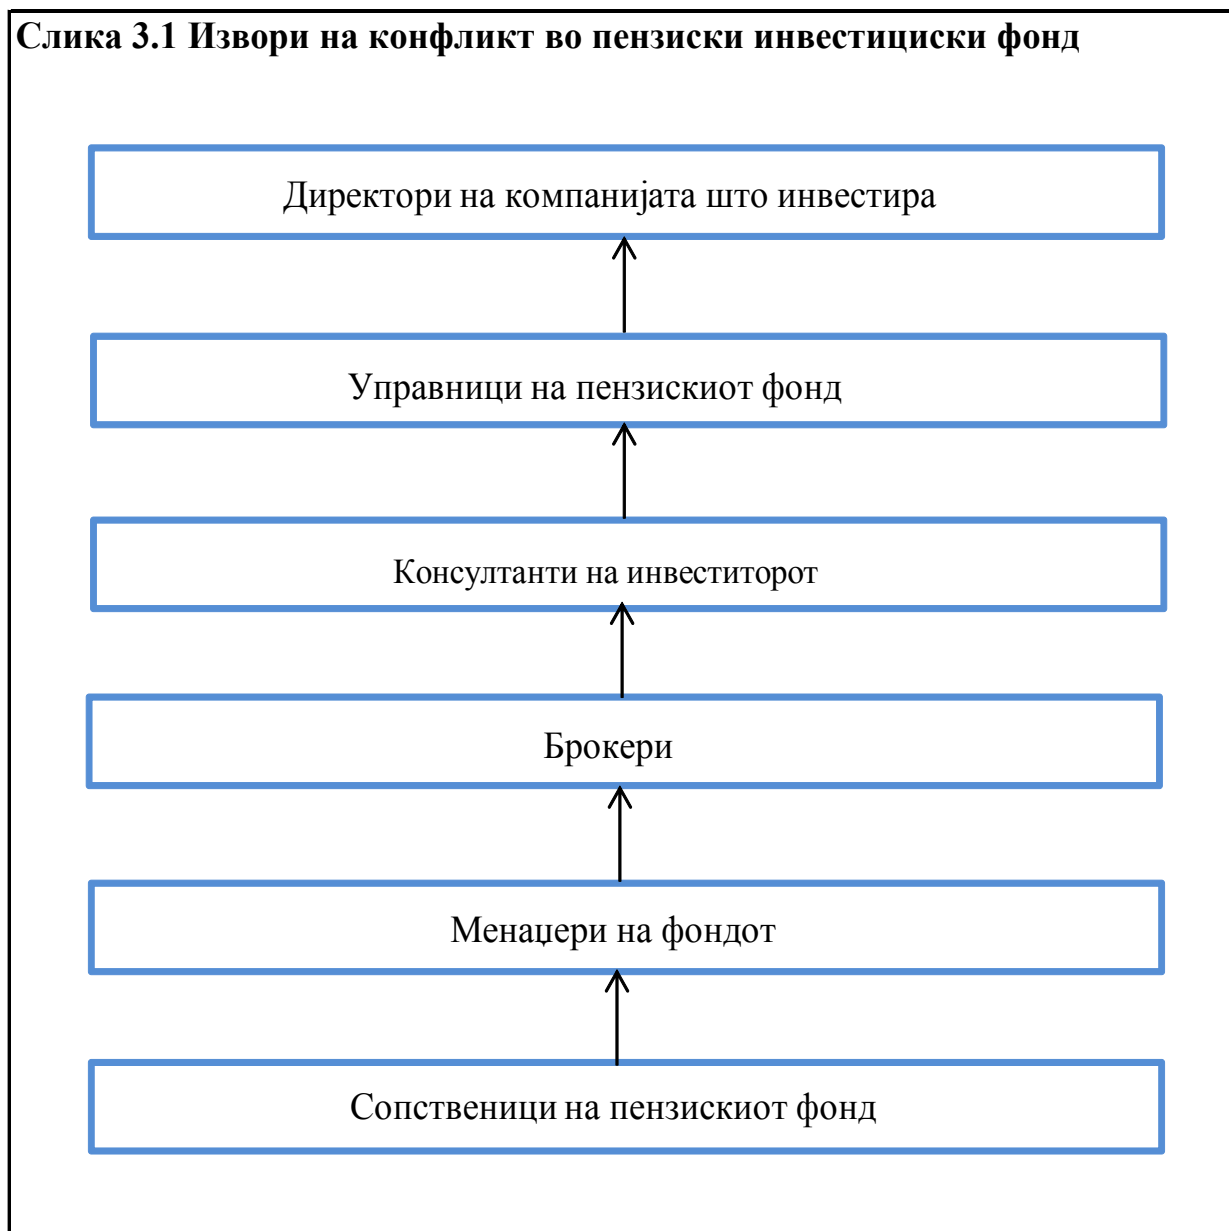 Слика 3.1 Извори на конфликт во пензиски инвестициски фонд
Директори на компанијата што инвестира
Управници на пензискиот фонд
Консултанти на инвеститорот
Брокери
Менаџери на фондот
Сопственици на пензискиот фонд